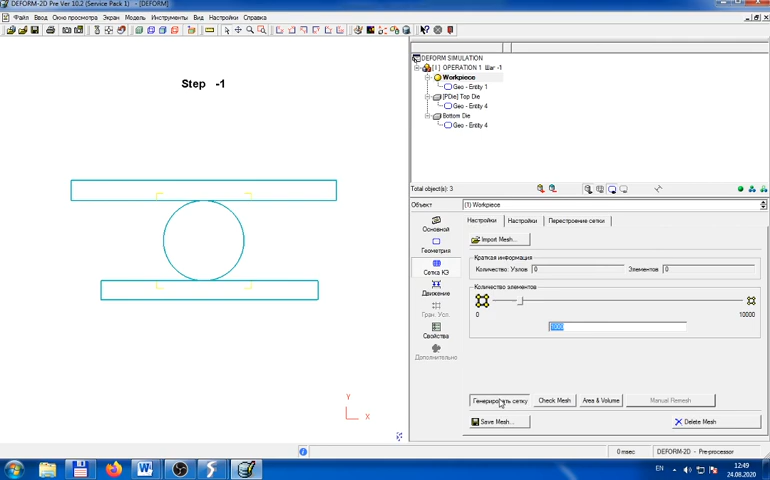 DEFORM-2D Pre Ver 10.2 (Service Pack 1) - [DEFORM]
Файл Ввод Окно просмотра Экран Модель Инструменты Вид Настройки Справка
Step -1
DEFORM SIMULATION
[ 1 ] OPERATION 1 Шаг -1
Workpiece
Geo - Entity 1
[PDie] Top Die
Geo - Entity 4
Bottom Die
Geo - Entity 4
Total object(s): 3
Объект
(1) Workpiece
Основной
Геометрия
Сетка КЭ
Движение
Гран. Усл.
Свойства
Дополнительно
Настройки Настройки Перестроение сетки
Import Mesh...
Краткая информация
Количество: Узлов 0 Элементов 0
Количество элементов
0 10000
1000
Генерировать сетку Check Mesh Area & Volume Manual Remesh
Save Mesh... Delete Mesh
Y
X
0 msec DEFORM-2D - Pre-processor
EN 12:49
24.08.2020